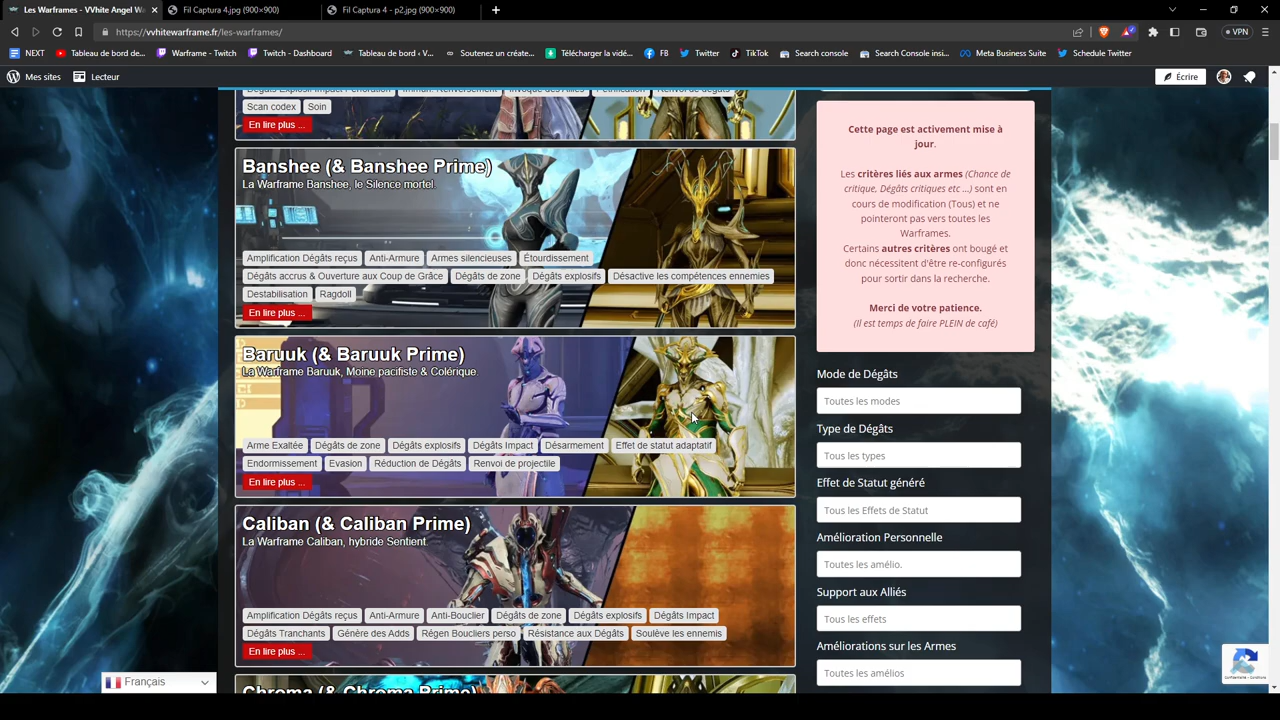 Les Warframes – VVhite Angel Wa
Fil Captura 4.jpg (900×900)
Fil Captura 4 - p2.jpg (900×900)
https://vvhitewarframe.fr/les-warframes/
VPN
NEXT
Tableau de bord de...
Warframe - Twitch
Twitch - Dashboard
Tableau de bord ‹ V...
Soutenez un créate...
Télécharger la vidé...
FB
Twitter
TikTok
Search console
Search Console insi...
Meta Business Suite
Schedule Twitter
Mes sites
Lecteur
Écrire
Scan codex
Soin
En lire plus ...
Banshee (& Banshee Prime)
La Warframe Banshee, le Silence mortel.
Amplification Dégâts reçus
Anti-Armure
Armes silencieuses
Étourdissement
Dégâts accrus & Ouverture aux Coup de Grâce
Dégâts de zone
Dégâts explosifs
Désactive les compétences ennemies
Destabilisation
Ragdoll
En lire plus ...
Baruuk (& Baruuk Prime)
La Warframe Baruuk, Moine pacifiste & Colérique.
Arme Exaltée
Dégâts de zone
Dégâts explosifs
Dégâts Impact
Désarmement
Effet de statut adaptatif
Endormissement
Evasion
Réduction de Dégâts
Renvoi de projectile
En lire plus ...
Caliban (& Caliban Prime)
La Warframe Caliban, hybride Sentient.
Amplification Dégâts reçus
Anti-Armure
Anti-Bouclier
Dégâts de zone
Dégâts explosifs
Dégâts Impact
Dégâts Tranchants
Génère des Adds
Régen Boucliers perso
Résistance aux Dégâts
Soulève les ennemis
En lire plus ...
Chroma (& Chroma Prime)
Cette page est activement mise à
jour.
Les critères liés aux armes (Chance de
critique, Dégâts critiques etc ...) sont en
cours de modification (Tous) et ne
pointeront pas vers toutes les
Warframes.
Certains autres critères ont bougé et
donc nécessitent d'être re-configurés
pour sortir dans la recherche.
Merci de votre patience.
(Il est temps de faire PLEIN de café)
Mode de Dégâts
Toutes les modes
Type de Dégâts
Tous les types
Effet de Statut généré
Tous les Effets de Statut
Amélioration Personnelle
Toutes les amélio.
Support aux Alliés
Tous les effets
Améliorations sur les Armes
Toutes les amélios
Français